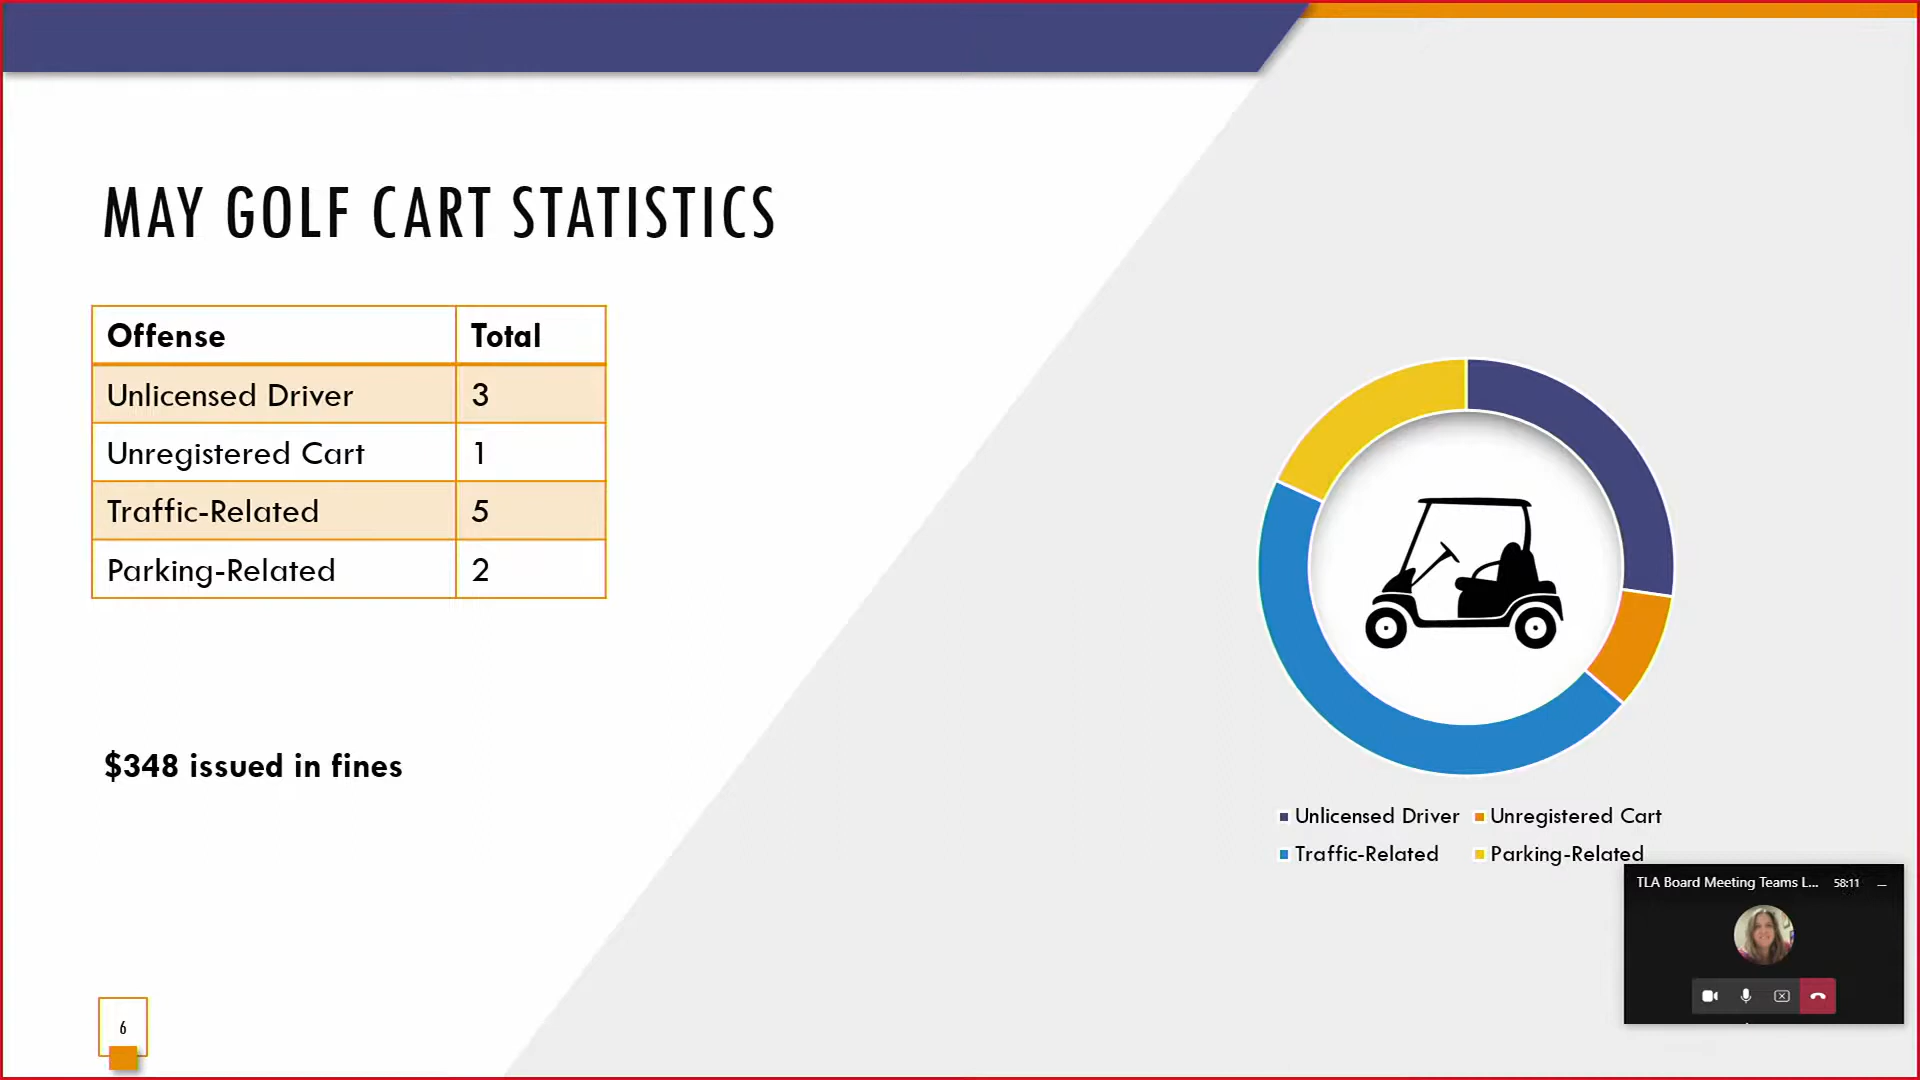 MAY GOLF CART STATISTICS
Offense Total
Unlicensed Driver 3
Unregistered Cart 1
Traffic-Related 5
Parking-Related 2
$348 issued in fines
Unlicensed Driver Unregistered Cart
Traffic-Related Parking-Related
TLA Board Meeting Teams L... 58:11
6